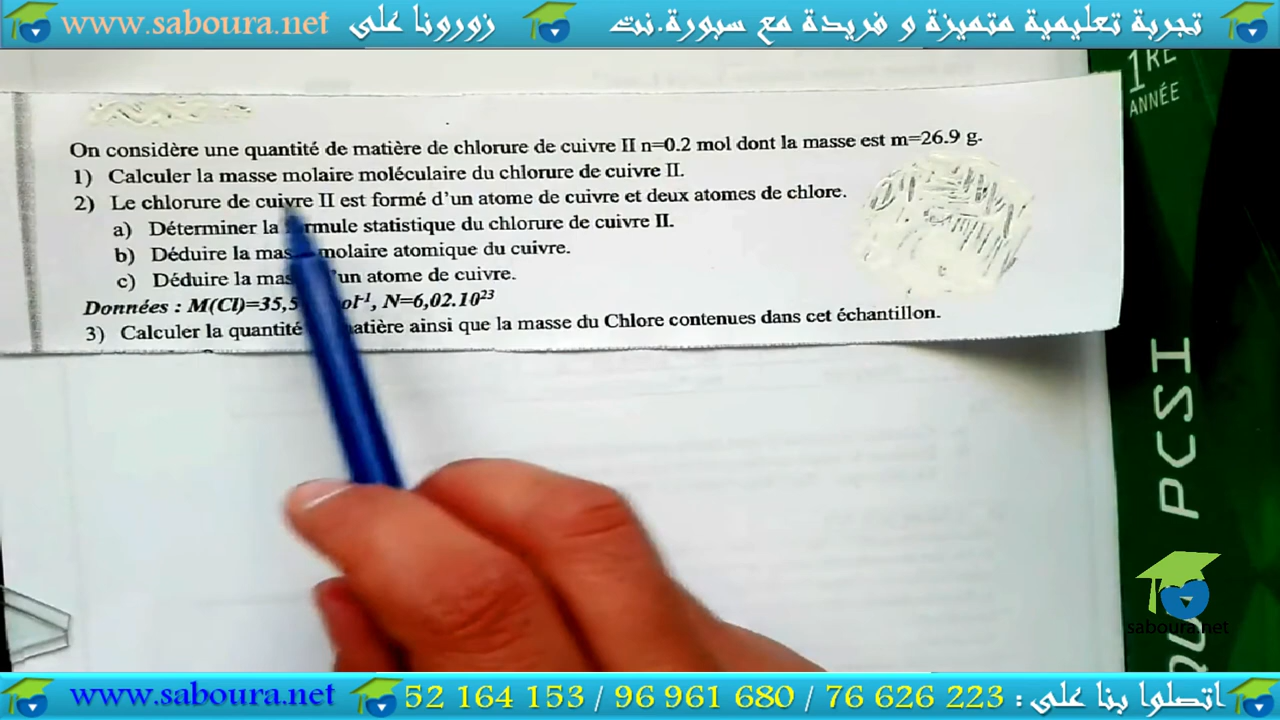 www.saboura.net زورونا على تجربة تعليمية متميزة و فريدة مع سبورة.نت
1RE
ANNÉE
On considère une quantité de matière de chlorure de cuivre II n=0.2 mol dont la masse est m=26.9 g.
1) Calculer la masse molaire moléculaire du chlorure de cuivre II.
2) Le chlorure de cuivre II est formé d'un atome de cuivre et deux atomes de chlore.
a) Déterminer la formule statistique du chlorure de cuivre II.
b) Déduire la mas molaire atomique du cuivre.
c) Déduire la mas d'un atome de cuivre.
Données : M(Cl)=35,5 ol-1, N=6,02.10²³
3) Calculer la quantité matière ainsi que la masse du Chlore contenues dans cet échantillon.
PCSI
saboura.net
www.saboura.net 52 164 153 / 96 961 680 / 76 626 223 : اتصلوا بنا على